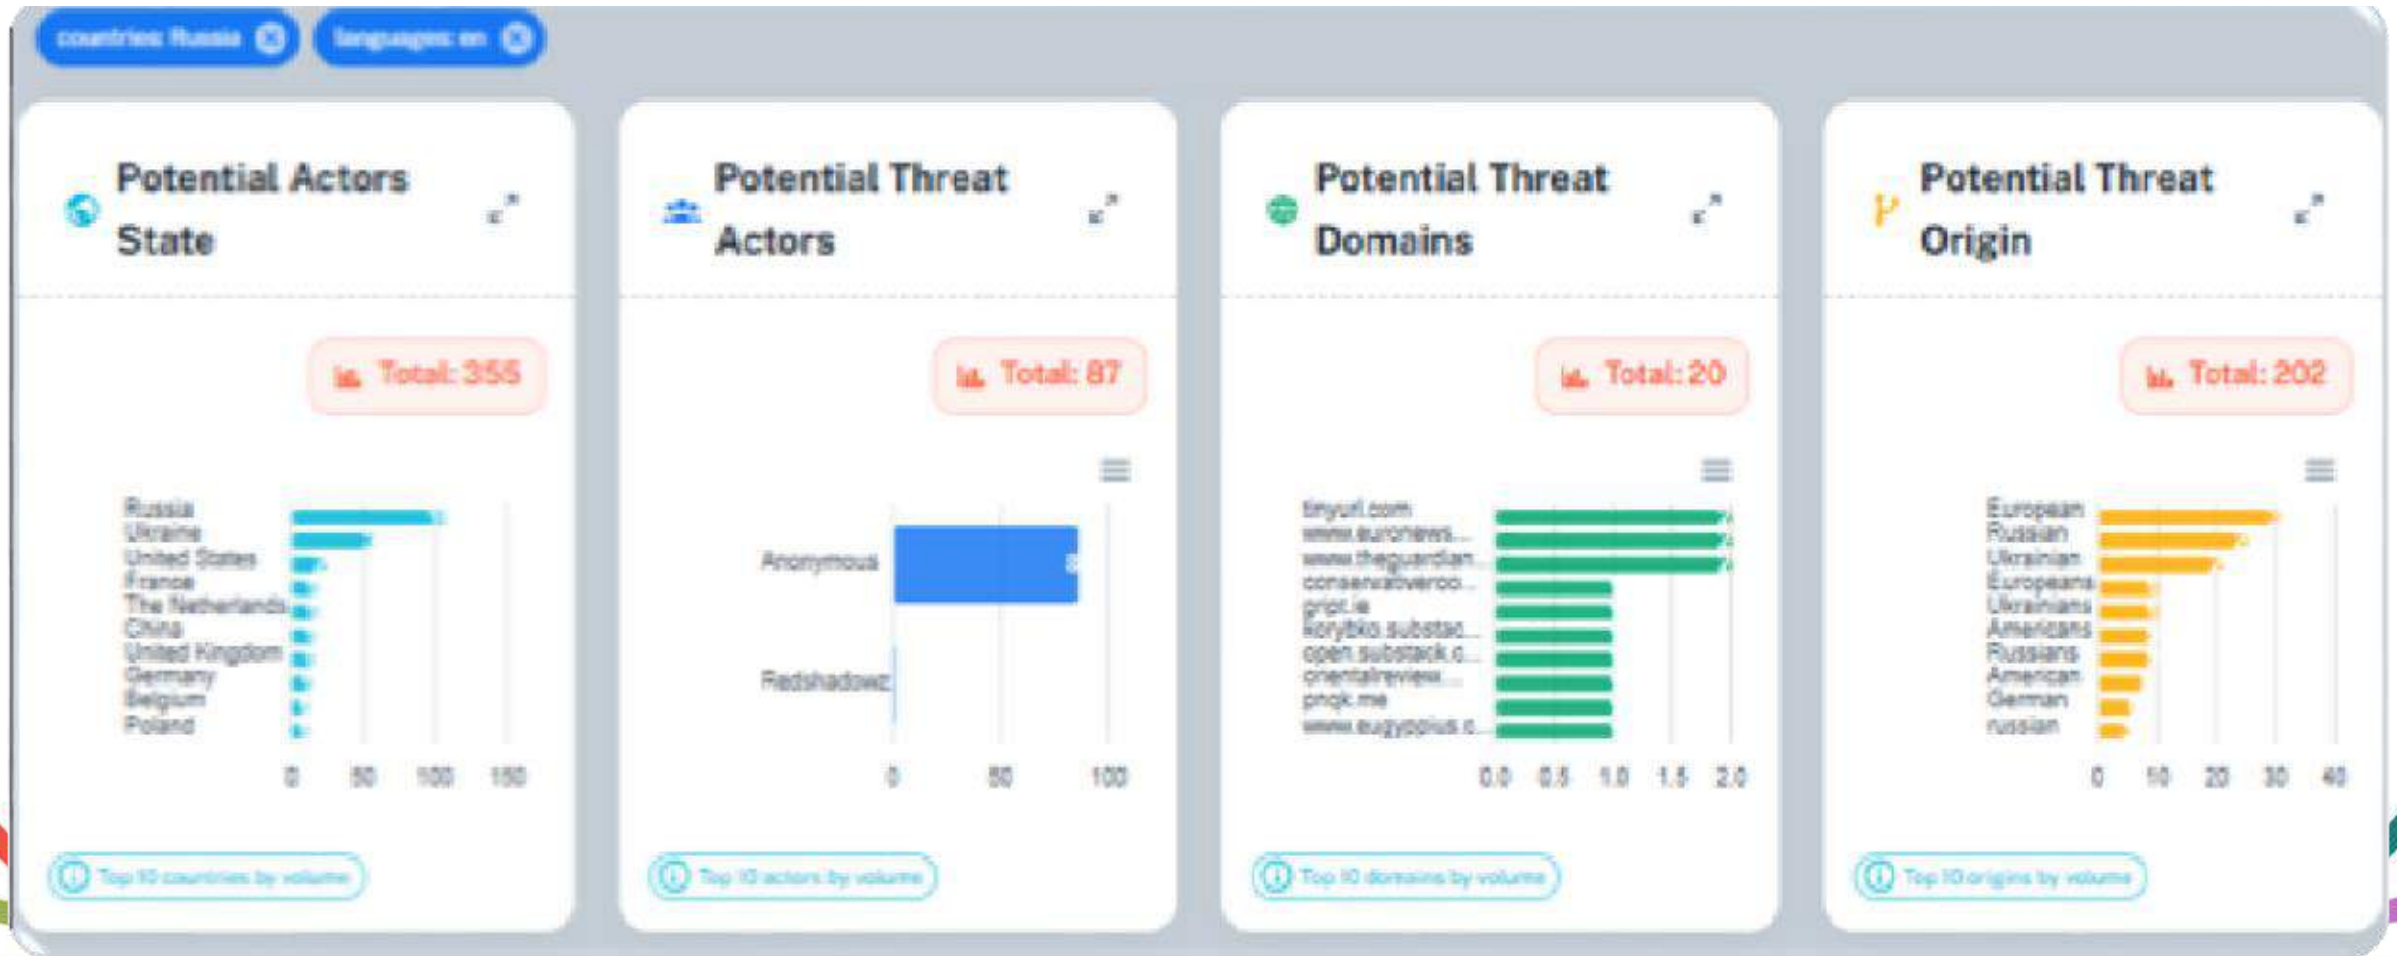 countries: Russia
languages: en
Potential Actors
State
Total: 355
Russia
Ukraine
United States
France
The Netherlands
China
United Kingdom
Germany
Belgium
Poland
0 50 100 150
Top 10 countries by volume
Potential Threat
Actors
Total: 87
Anonymous
Redshadowz
0 50 100
Top 10 actors by volume
Potential Threat
Domains
Total: 20
tinyurl.com
www.euronews...
www.theguardian...
conservativeroo...
gript.ie
korybko.substac...
open.substack.c...
orientalreview....
pnqk.me
www.eugyppius.c...
0.0 0.5 1.0 1.5 2.0
Top 10 domains by volume
Potential Threat
Origin
Total: 202
European
Russian
Ukrainian
Europeans
Ukrainians
Americans
Russians
American
German
russian
0 10 20 30 40
Top 10 origins by volume